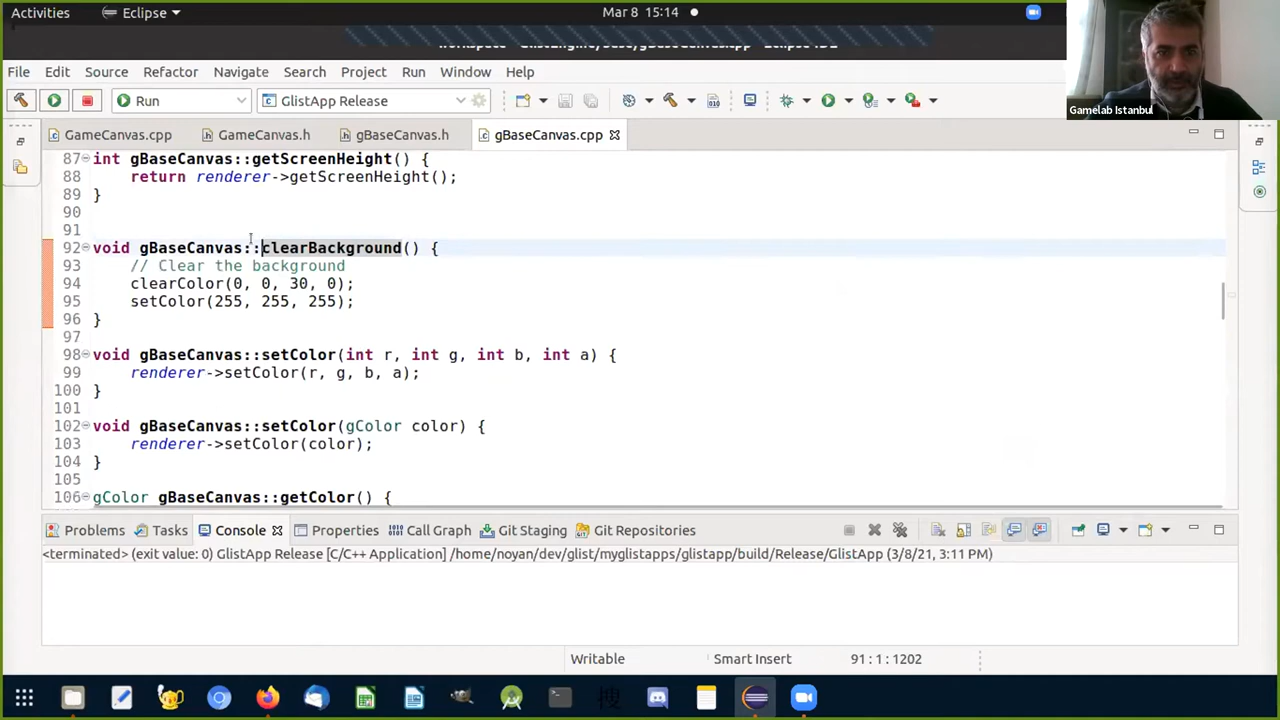 Activities Eclipse Mar 8 15:14
File Edit Source Refactor Navigate Search Project Run Window Help
Gamelab Istanbul
Run GlistApp Release
GameCanvas.cpp GameCanvas.h gBaseCanvas.h gBaseCanvas.cpp
87 int gBaseCanvas::getScreenHeight() {
88 return renderer->getScreenHeight();
89 }
90
91
92 void gBaseCanvas::clearBackground() {
93 // Clear the background
94 clearColor(0, 0, 30, 0);
95 setColor(255, 255, 255);
96 }
97
98 void gBaseCanvas::setColor(int r, int g, int b, int a) {
99 renderer->setColor(r, g, b, a);
100 }
101
102 void gBaseCanvas::setColor(gColor color) {
103 renderer->setColor(color);
104 }
105
106 gColor gBaseCanvas::getColor() {
Problems Tasks Console Properties Call Graph Git Staging Git Repositories
<terminated> (exit value: 0) GlistApp Release [C/C++ Application] /home/noyan/dev/glist/myglistapps/glistapp/build/Release/GlistApp (3/8/21, 3:11 PM)
Writable Smart Insert 91 : 1 : 1202